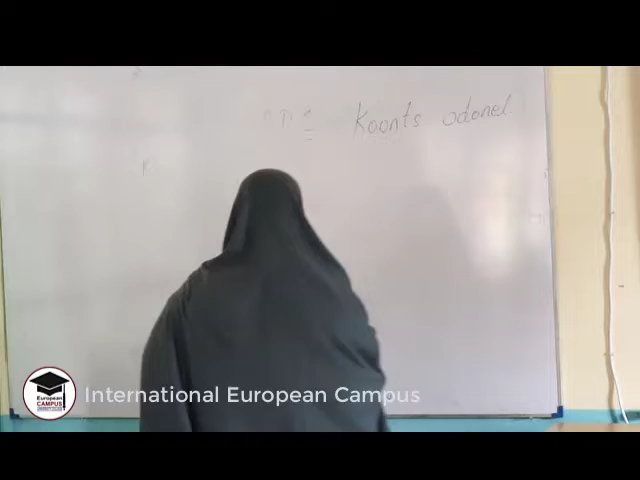 Koonts odonel
K
European
CAMPUS
International European Campus